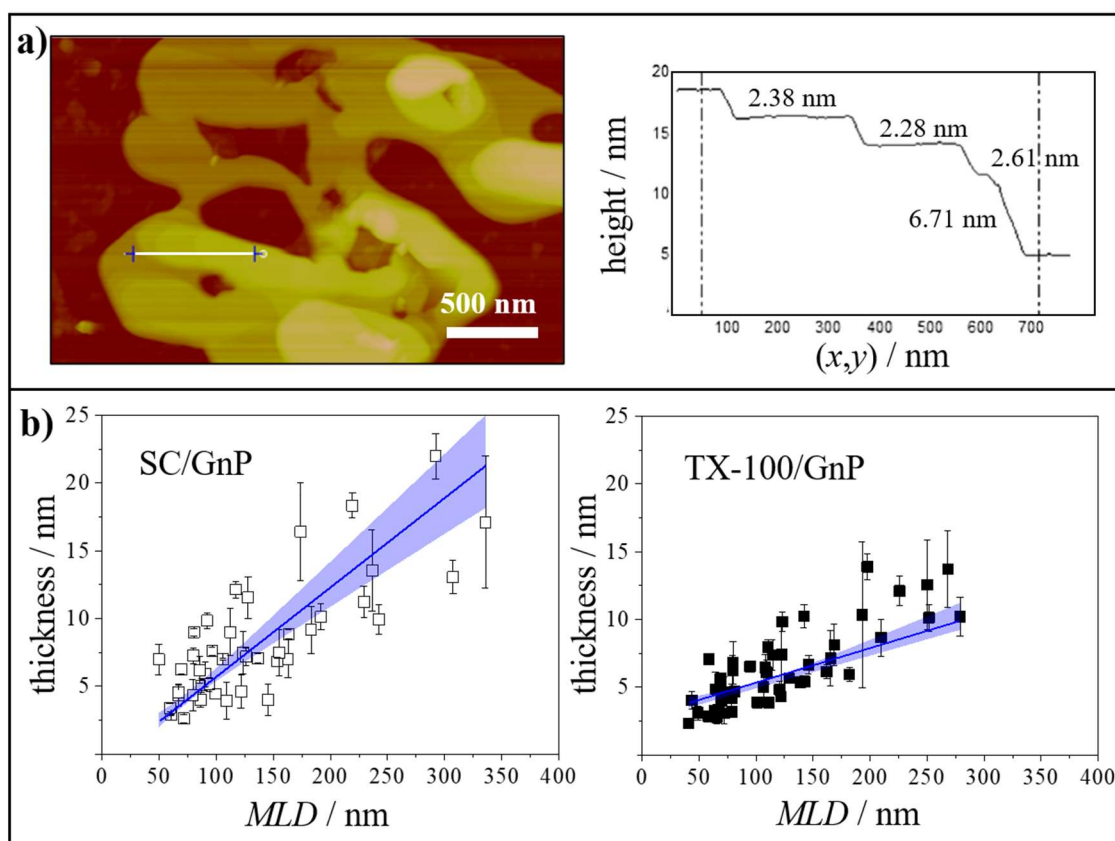 a)
500 nm
height / nm
20
15
10
5
2.38 nm
2.28 nm
2.61 nm
6.71 nm
100 200 300 400 500 600 700
(x,y) / nm
b)
SC/GnP
thickness / nm
25
20
15
10
5
0 50 100 150 200 250 300 350 400
MLD / nm
TX-100/GnP
thickness / nm
25
20
15
10
5
0 50 100 150 200 250 300 350 400
MLD / nm